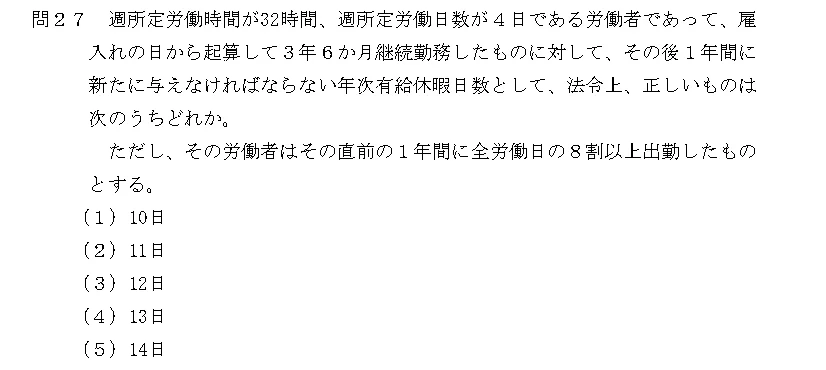 問２７　週所定労働時間が32時間、週所定労働日数が４日である労働者であって、雇
入れの日から起算して３年６か月継続勤務したものに対して、その後１年間に
新たに与えなければならない年次有給休暇日数として、法令上、正しいものは
次のうちどれか。
ただし、その労働者はその直前の１年間に全労働日の８割以上出勤したもの
とする。
（１）10日
（２）11日
（３）12日
（４）13日
（５）14日